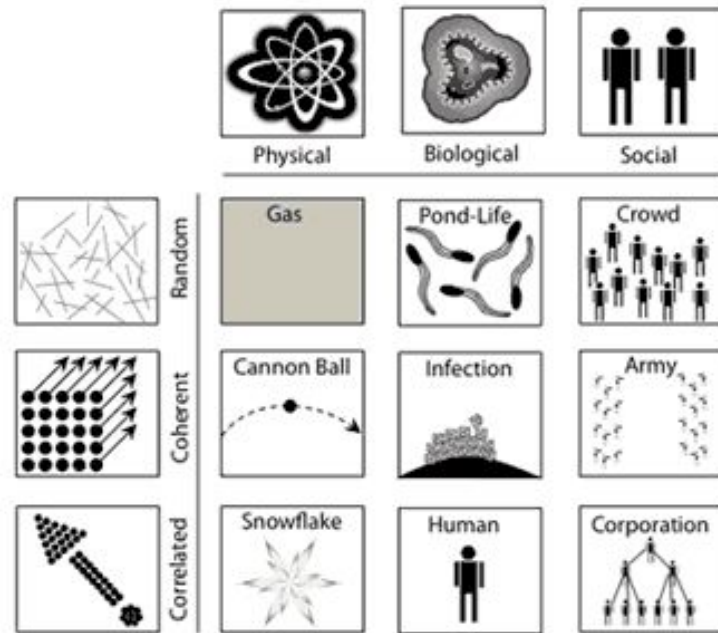 Physical
Biological
Social
Random
Gas
Pond-Life
Crowd
Coherent
Cannon Ball
Infection
Army
Correlated
Snowflake
Human
Corporation